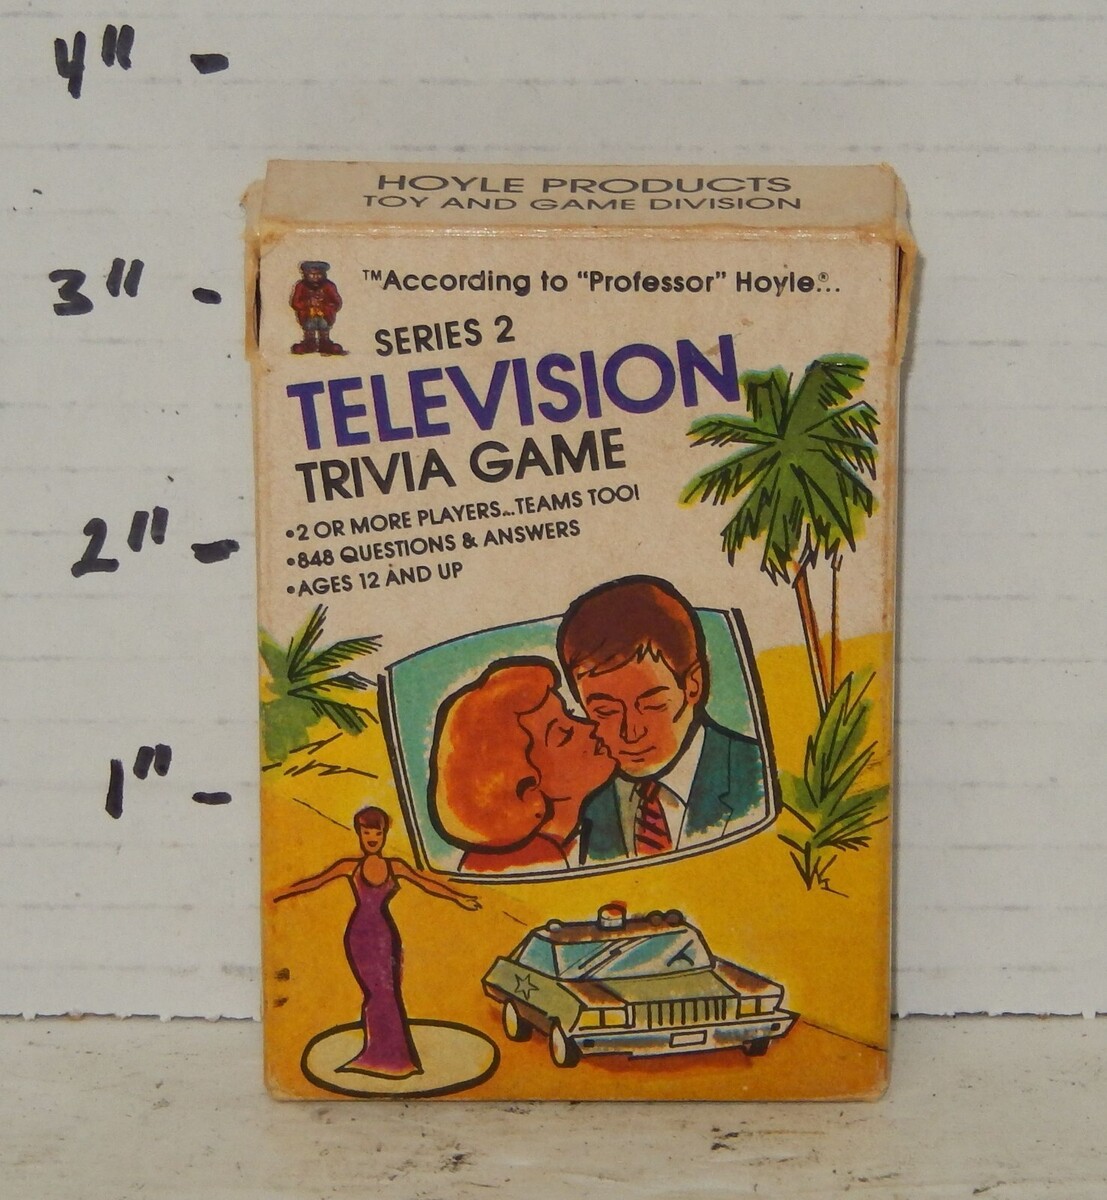 4" -
HOYLE PRODUCTS
TOY AND GAME DIVISION
3" -
™According to "Professor" Hoyle®...
SERIES 2
TELEVISION
TRIVIA GAME
•2 OR MORE PLAYERS...TEAMS TOO!
•848 QUESTIONS & ANSWERS
•AGES 12 AND UP
2" -
1" -